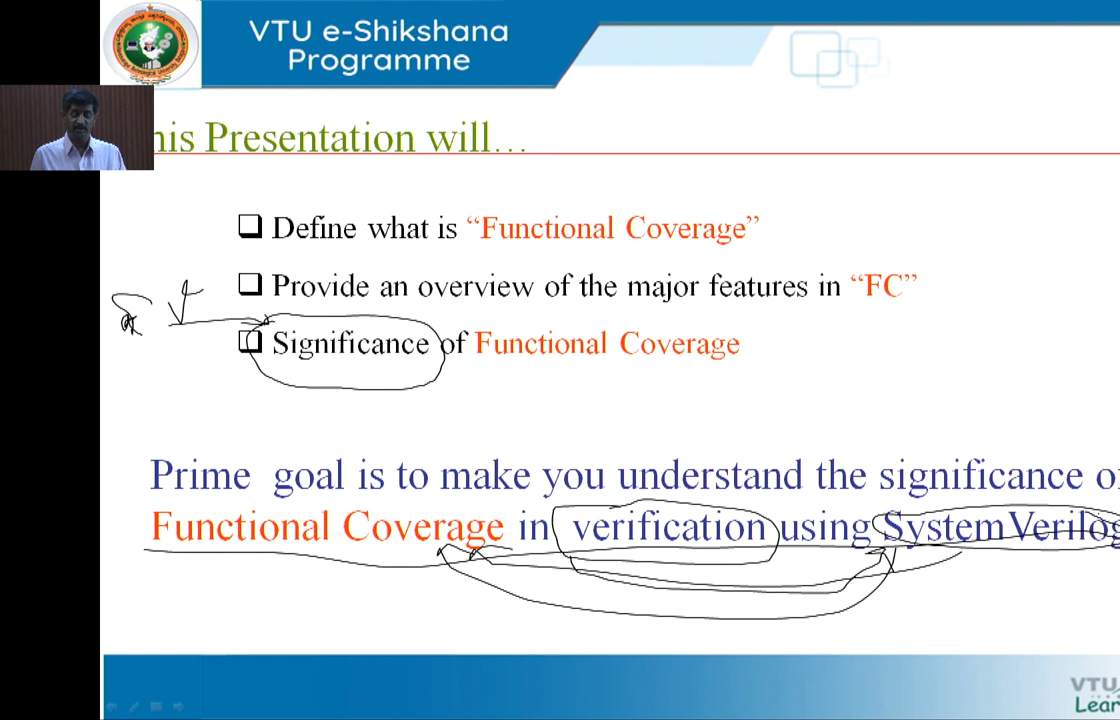 VTU e-Shikshana
Programme
his Presentation will...
Define what is “Functional Coverage”
Provide an overview of the major features in “FC”
Significance of Functional Coverage
Prime goal is to make you understand the significance of
Functional Coverage in verification using SystemVerilog
VTU
Lear